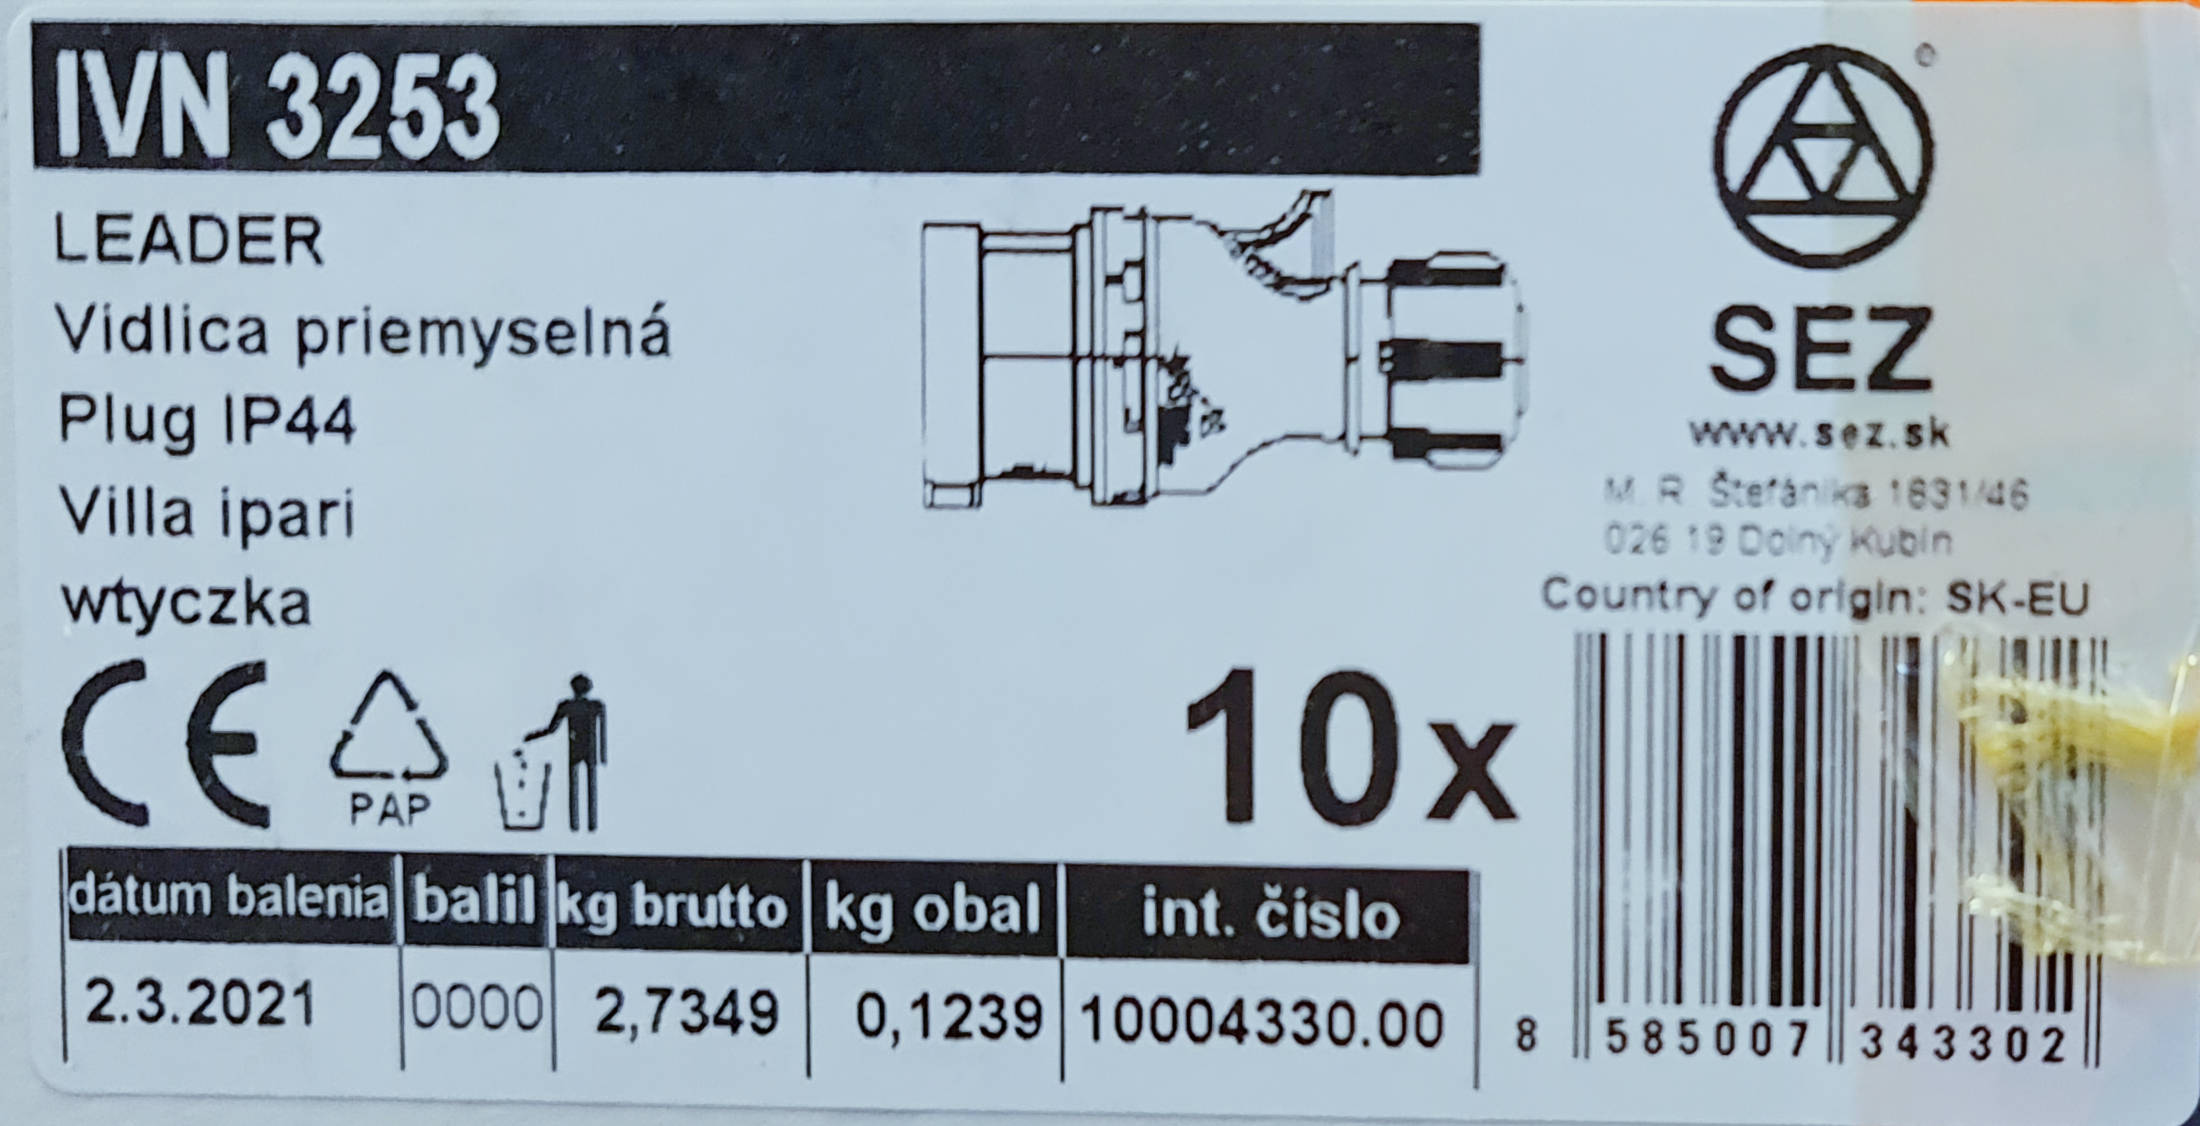 IVN 3253
LEADER
Vidlica priemyselná
Plug IP44
Villa ipari
wtyczka
CE
PAP
10x
©
SEZ
www.sez.sk
M. R. Štefánika 1831/46
026 19 Dolný Kubín
Country of origin: SK-EU
dátum balenia balil kg brutto kg obal int. čislo
2.3.2021 0000 2,7349 0,1239 10004330.00
8 585007 343302